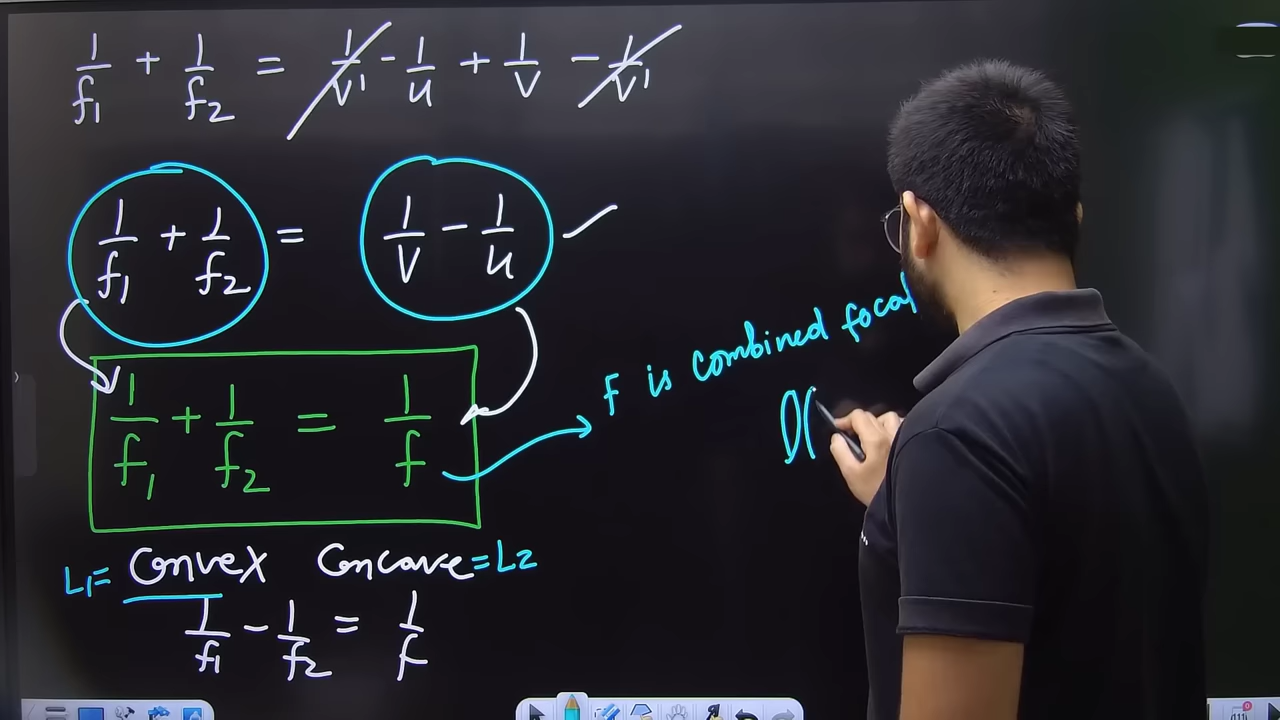 1/f₁ + 1/f₂ = 1/v¹ - 1/u + 1/v - 1/v¹
1/f₁ + 1/f₂ = 1/v - 1/u
1/f₁ + 1/f₂ = 1/f
F is combined focal
L₁= Convex Concave =L2
1/f₁ - 1/f₂ = 1/f